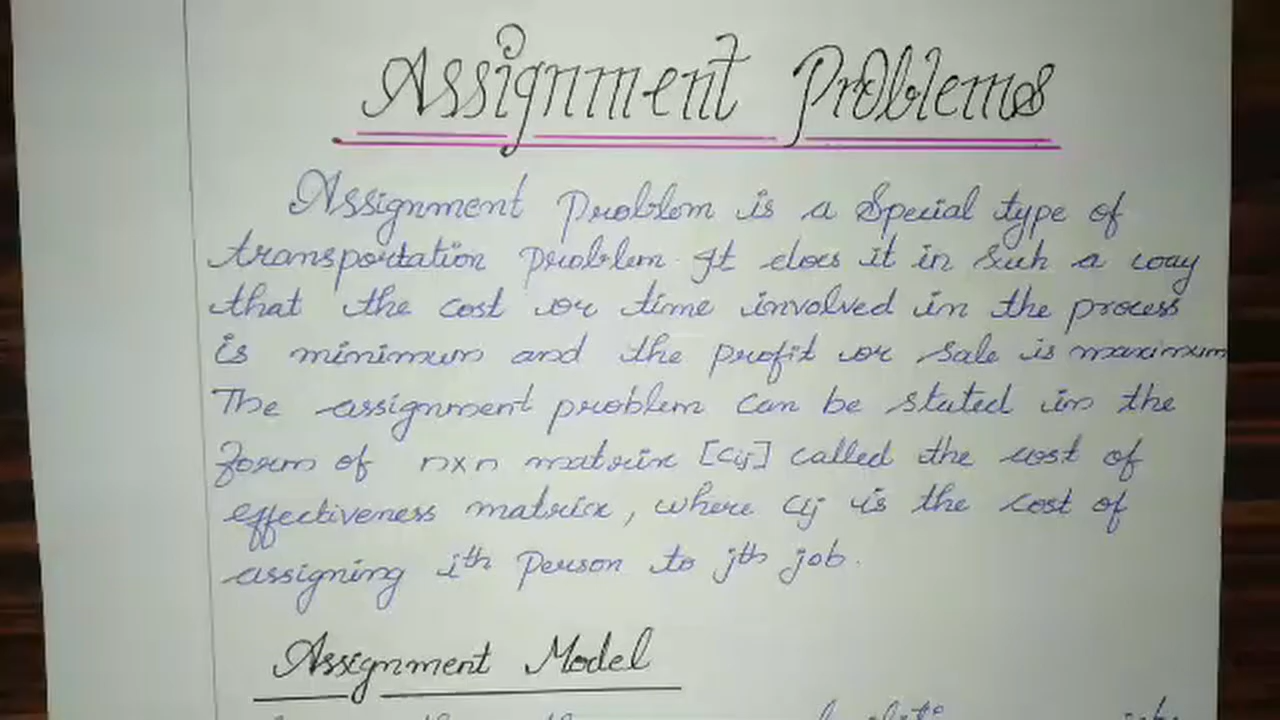 Assignment Problems
Assignment Problem is a Special type of
transportation problem. It does it in such a way
that the cost or time involved in the process
is minimum and the profit or sale is maximum
The assignment problem can be stated in the
form of n×n matrix [cij] called the cost of
effectiveness matrix, where cij is the cost of
assigning ith person to jth job.
Assignment Model